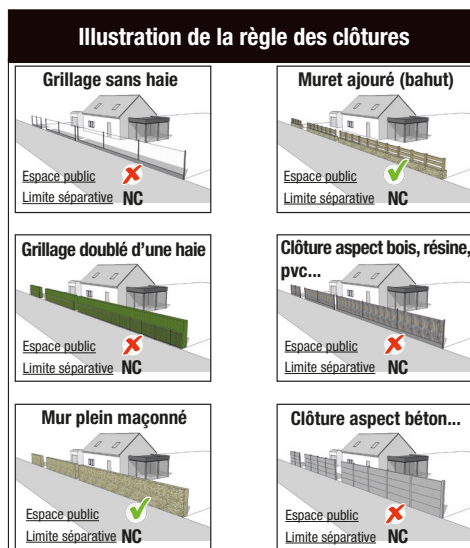 Illustration de la règle des clôtures
Grillage sans haie
Espace public
Limite séparative NC
Muret ajouré (bahut)
Espace public
Limite séparative NC
Grillage doublé d'une haie
Espace public
Limite séparative NC
Clôture aspect bois, résine,
pvc...
Espace public
Limite séparative NC
Mur plein maçonné
Espace public
Limite séparative NC
Clôture aspect béton...
Espace public
Limite séparative NC